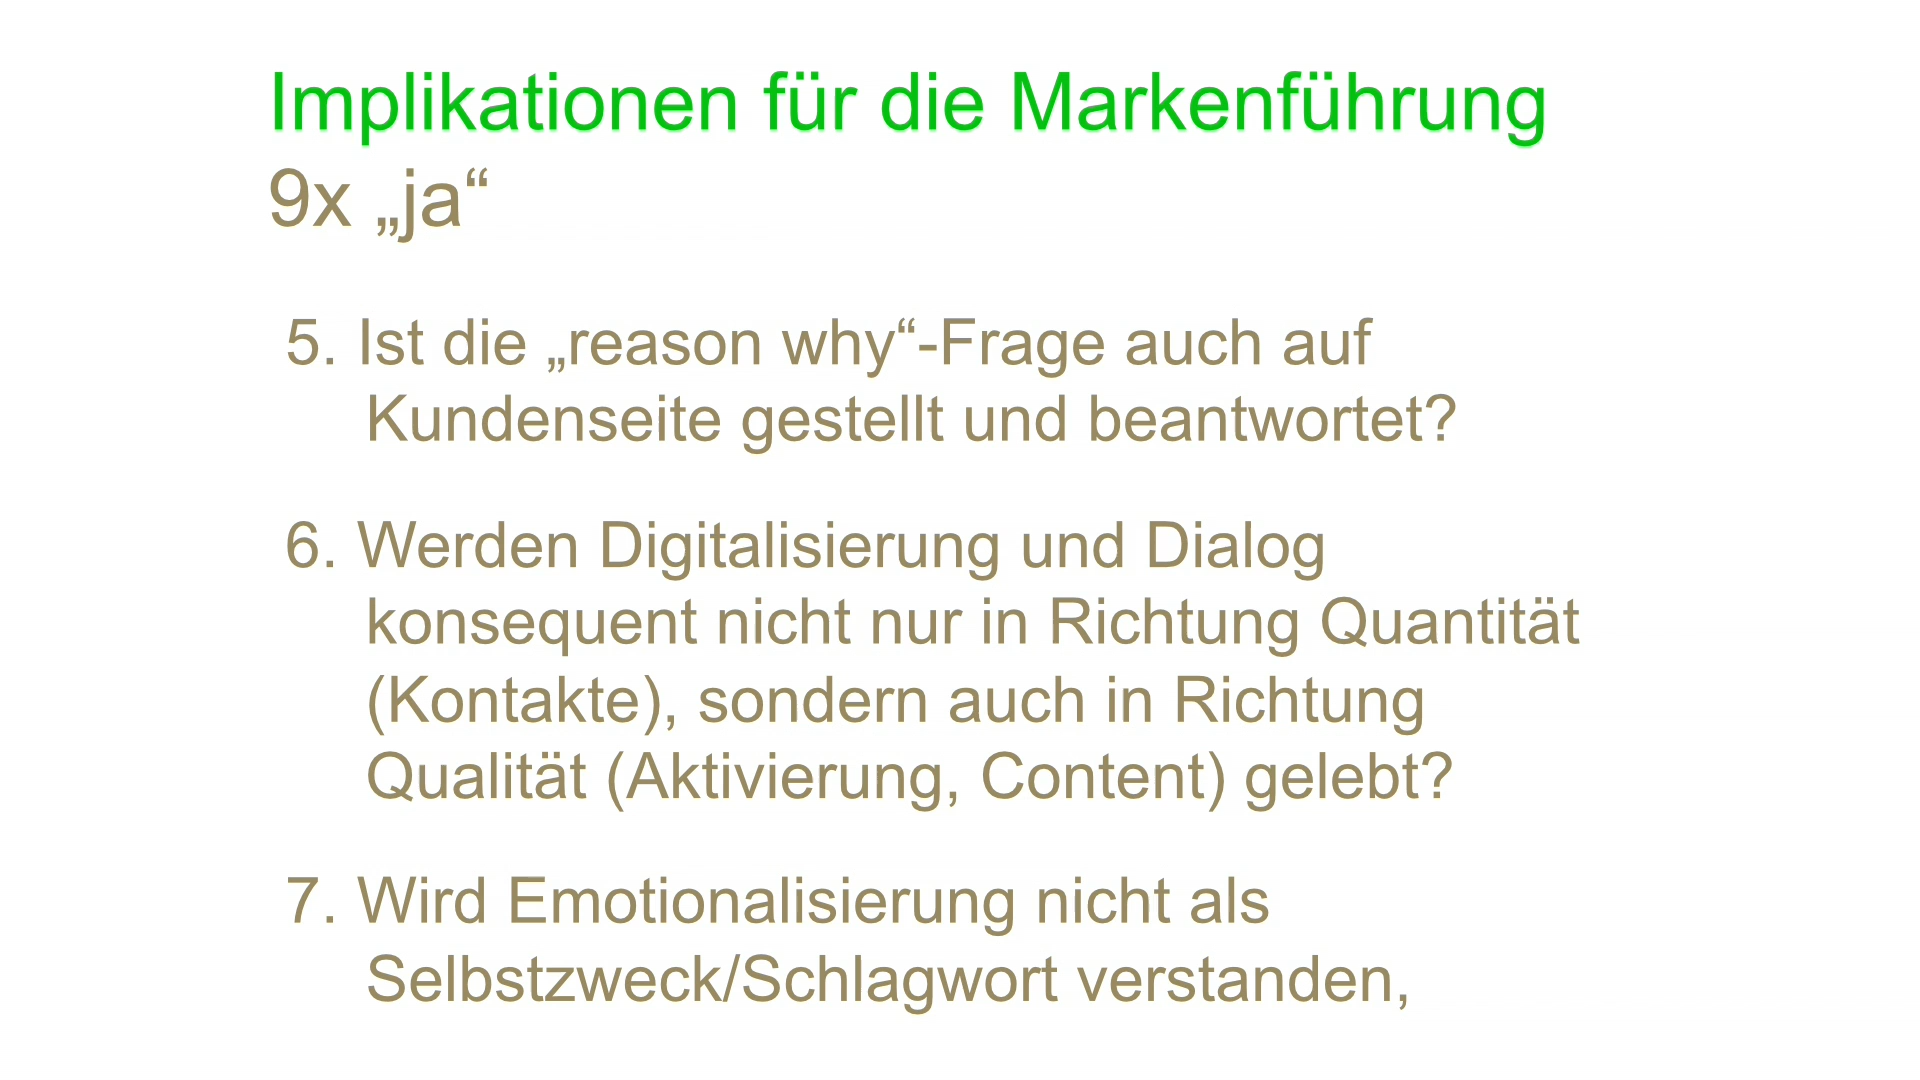 Implikationen für die Markenführung
9x „ja“
5. Ist die „reason why“-Frage auch auf
Kundenseite gestellt und beantwortet?
6. Werden Digitalisierung und Dialog
konsequent nicht nur in Richtung Quantität
(Kontakte), sondern auch in Richtung
Qualität (Aktivierung, Content) gelebt?
7. Wird Emotionalisierung nicht als
Selbstzweck/Schlagwort verstanden,